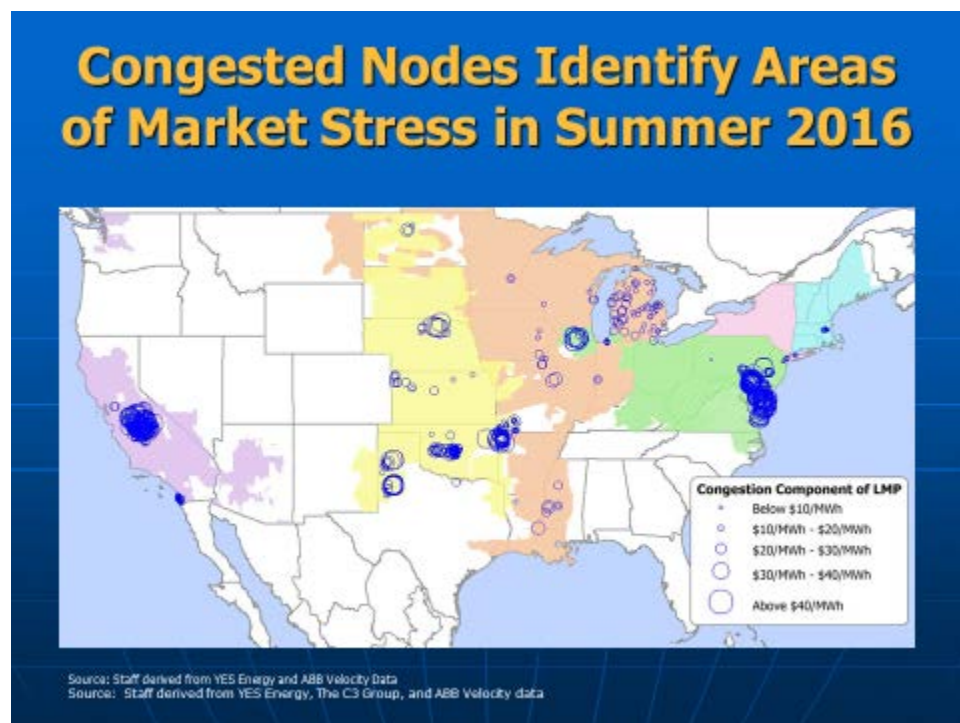 Congested Nodes Identify Areas
of Market Stress in Summer 2016
Congestion Component of LMP
Below $10/MWh
$10/MWh - $20/MWh
$20/MWh - $30/MWh
$30/MWh - $40/MWh
Above $40/MWh
Source: Staff derived from YES Energy and ABB Velocity Data
Source: Staff derived from YES Energy, The C3 Group, and ABB Velocity data